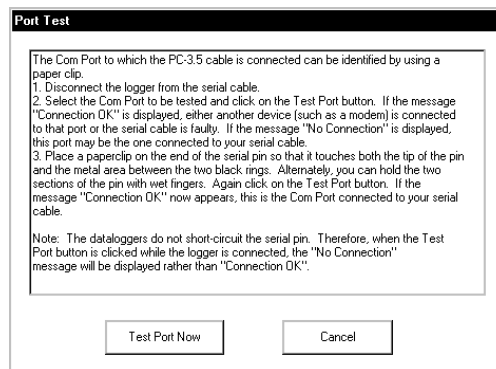 Port Test
The Com Port to which the PC-3.5 cable is connected can be identified by using a
paper clip.
1. Disconnect the logger from the serial cable.
2. Select the Com Port to be tested and click on the Test Port button.  If the message
"Connection OK" is displayed, either another device (such as a modem) is connected
to that port or the serial cable is faulty.  If the message "No Connection" is displayed,
this port may be the one connected to your serial cable.
3. Place a paperclip on the end of the serial pin so that it touches both the tip of the pin
and the metal area between the two black rings.  Alternately, you can hold the two
sections of the pin with wet fingers.  Again click on the Test Port button.  If the
message "Connection OK" now appears, this is the Com Port connected to your serial
cable.
Note:  The dataloggers do not short-circuit the serial pin.  Therefore, when the Test
Port button is clicked while the logger is connected, the "No Connection"
message will be displayed rather than "Connection OK".
Test Port Now
Cancel